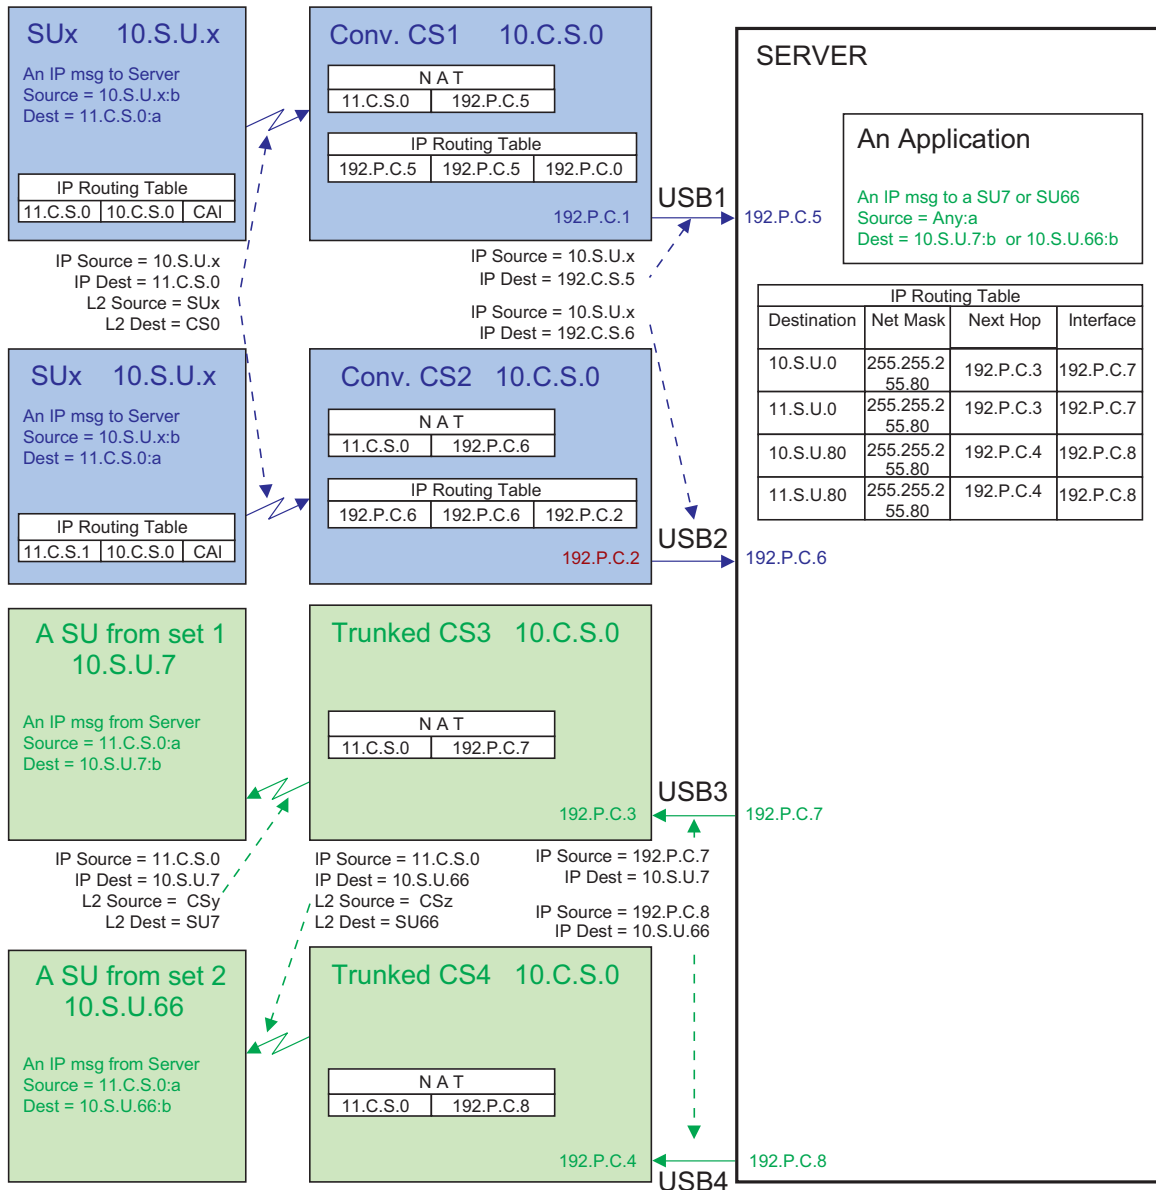 SUx 10.S.U.x
An IP msg to Server
Source = 10.S.U.x:b
Dest = 11.C.S.0:a
IP Routing Table
11.C.S.0 10.C.S.0 CAI
Conv. CS1 10.C.S.0
N A T
11.C.S.0 192.P.C.5
IP Routing Table
192.P.C.5 192.P.C.5 192.P.C.0
192.P.C.1
USB1
192.P.C.5
SERVER
An Application
An IP msg to a SU7 or SU66
Source = Any:a
Dest = 10.S.U.7:b or 10.S.U.66:b
IP Source = 10.S.U.x
IP Dest = 11.C.S.0
L2 Source = SUx
L2 Dest = CS0
IP Source = 10.S.U.x
IP Dest = 192.C.S.5
IP Source = 10.S.U.x
IP Dest = 192.C.S.6
IP Routing Table
Destination Net Mask Next Hop Interface
10.S.U.0 255.255.2 192.P.C.3 192.P.C.7
55.80
11.S.U.0 255.255.2 192.P.C.3 192.P.C.7
55.80
10.S.U.80 255.255.2 192.P.C.4 192.P.C.8
55.80
11.S.U.80 255.255.2 192.P.C.4 192.P.C.8
55.80
SUx 10.S.U.x
An IP msg to Server
Source = 10.S.U.x:b
Dest = 11.C.S.0:a
IP Routing Table
11.C.S.1 10.C.S.0 CAI
Conv. CS2 10.C.S.0
N A T
11.C.S.0 192.P.C.6
IP Routing Table
192.P.C.6 192.P.C.6 192.P.C.2
192.P.C.2
USB2
192.P.C.6
A SU from set 1
10.S.U.7
An IP msg from Server
Source = 11.C.S.0:a
Dest = 10.S.U.7:b
Trunked CS3 10.C.S.0
N A T
11.C.S.0 192.P.C.7
192.P.C.3
USB3
192.P.C.7
IP Source = 11.C.S.0
IP Dest = 10.S.U.7
L2 Source = CSy
L2 Dest = SU7
IP Source = 11.C.S.0
IP Dest = 10.S.U.66
L2 Source = CSz
L2 Dest = SU66
IP Source = 192.P.C.7
IP Dest = 10.S.U.7
IP Source = 192.P.C.8
IP Dest = 10.S.U.66
A SU from set 2
10.S.U.66
An IP msg from Server
Source = 11.C.S.0:a
Dest = 10.S.U.66:b
Trunked CS4 10.C.S.0
N A T
11.C.S.0 192.P.C.8
192.P.C.4
USB4
192.P.C.8